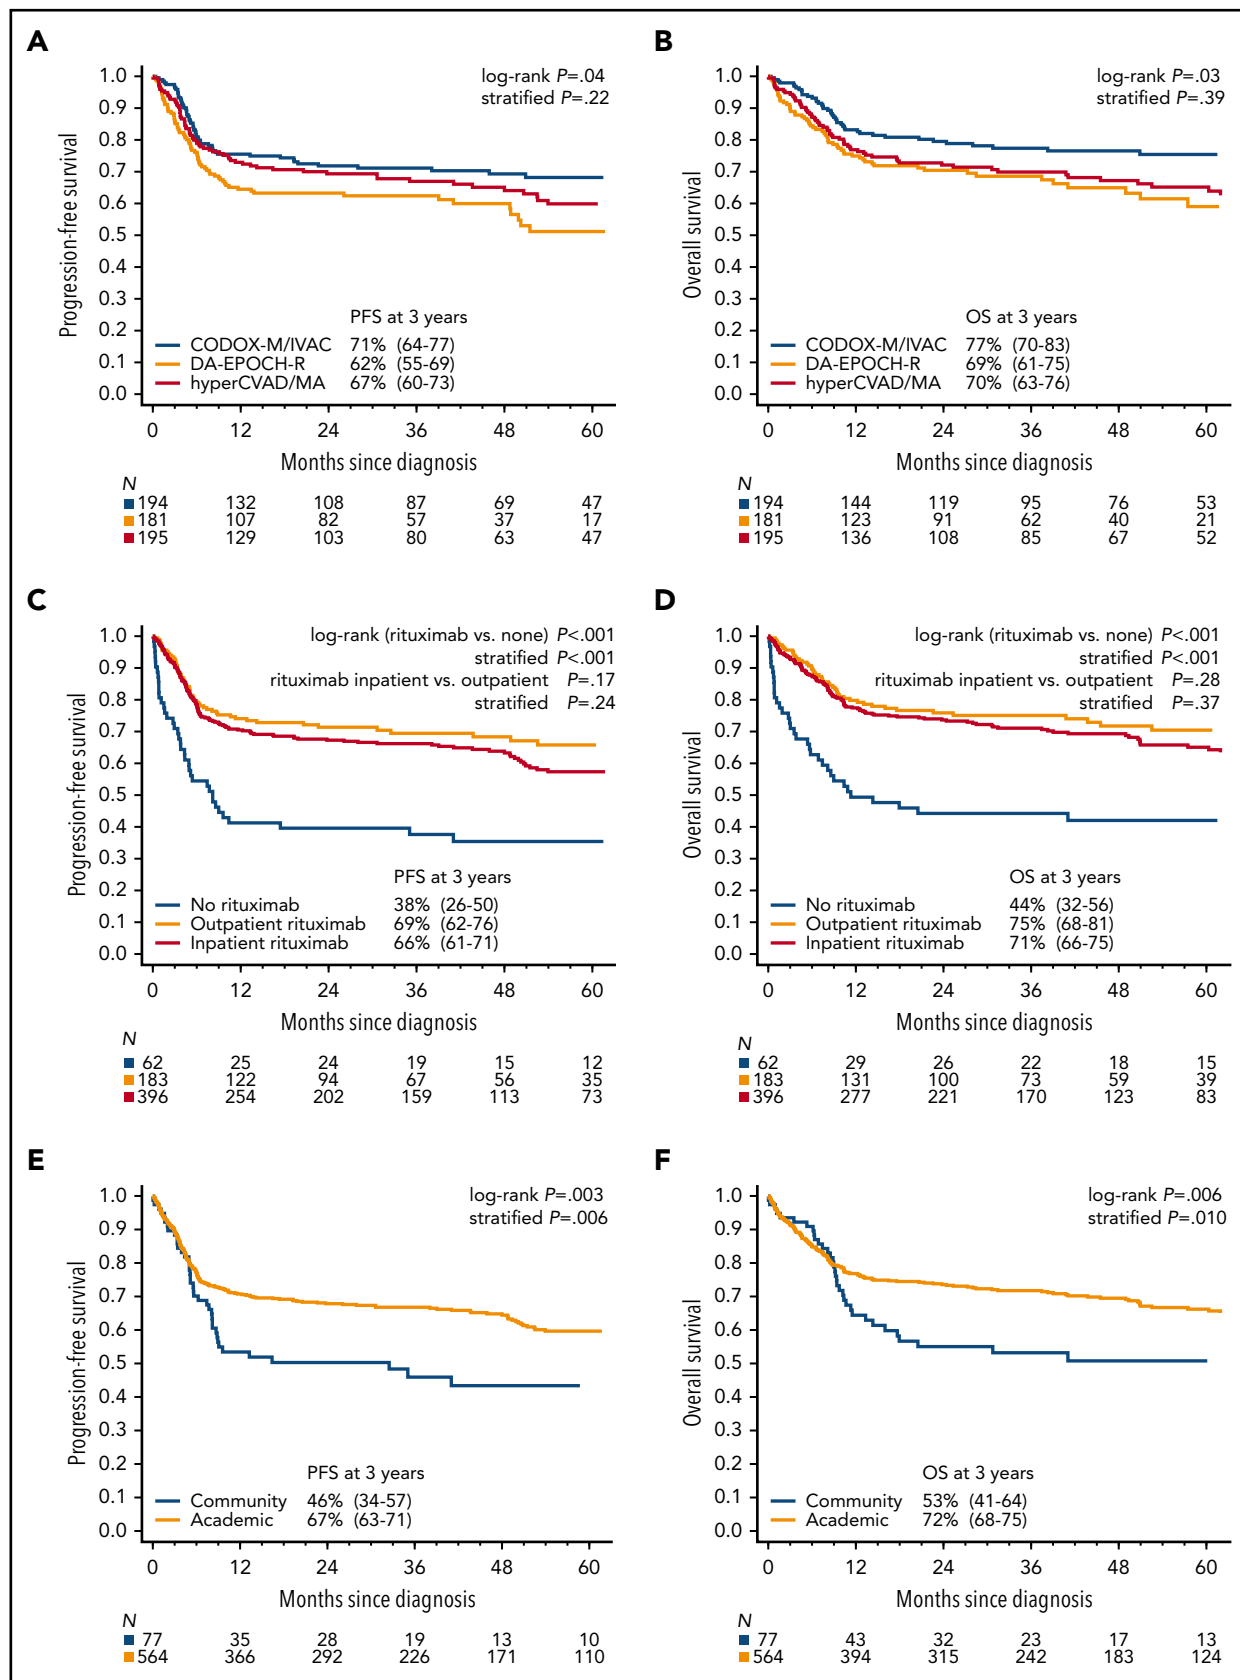 A
log-rank P=.04
stratified P=.22
Progression-free survival
1.0
0.9
0.8
0.7
0.6
0.5
0.4
0.3
0.2
0.1
0.0
PFS at 3 years
CODOX-M/IVAC 71% (64-77)
DA-EPOCH-R 62% (55-69)
hyperCVAD/MA 67% (60-73)
0 12 24 36 48 60
Months since diagnosis
N
194 132 108 87 69 47
181 107 82 57 37 17
195 129 103 80 63 47
B
log-rank P=.03
stratified P=.39
Overall survival
1.0
0.9
0.8
0.7
0.6
0.5
0.4
0.3
0.2
0.1
0.0
OS at 3 years
CODOX-M/IVAC 77% (70-83)
DA-EPOCH-R 69% (61-75)
hyperCVAD/MA 70% (63-76)
0 12 24 36 48 60
Months since diagnosis
N
194 144 119 95 76 53
181 123 91 62 40 21
195 136 108 85 67 52
C
log-rank (rituximab vs. none) P<.001
stratified P<.001
rituximab inpatient vs. outpatient P=.17
stratified P=.24
Progression-free survival
1.0
0.9
0.8
0.7
0.6
0.5
0.4
0.3
0.2
0.1
0.0
PFS at 3 years
No rituximab 38% (26-50)
Outpatient rituximab 69% (62-76)
Inpatient rituximab 66% (61-71)
0 12 24 36 48 60
Months since diagnosis
N
62 25 24 19 15 12
183 122 94 67 56 35
396 254 202 159 113 73
D
log-rank (rituximab vs. none) P<.001
stratified P<.001
rituximab inpatient vs. outpatient P=.28
stratified P=.37
Overall survival
1.0
0.9
0.8
0.7
0.6
0.5
0.4
0.3
0.2
0.1
0.0
OS at 3 years
No rituximab 44% (32-56)
Outpatient rituximab 75% (68-81)
Inpatient rituximab 71% (66-75)
0 12 24 36 48 60
Months since diagnosis
N
62 29 26 22 18 15
183 131 100 73 59 39
396 277 221 170 123 83
E
log-rank P=.003
stratified P=.006
Progression-free survival
1.0
0.9
0.8
0.7
0.6
0.5
0.4
0.3
0.2
0.1
0.0
PFS at 3 years
Community 46% (34-57)
Academic 67% (63-71)
0 12 24 36 48 60
Months since diagnosis
N
77 35 28 19 13 10
564 366 292 226 171 110
F
log-rank P=.006
stratified P=.010
Overall survival
1.0
0.9
0.8
0.7
0.6
0.5
0.4
0.3
0.2
0.1
0.0
OS at 3 years
Community 53% (41-64)
Academic 72% (68-75)
0 12 24 36 48 60
Months since diagnosis
N
77 43 32 23 17 13
564 394 315 242 183 124